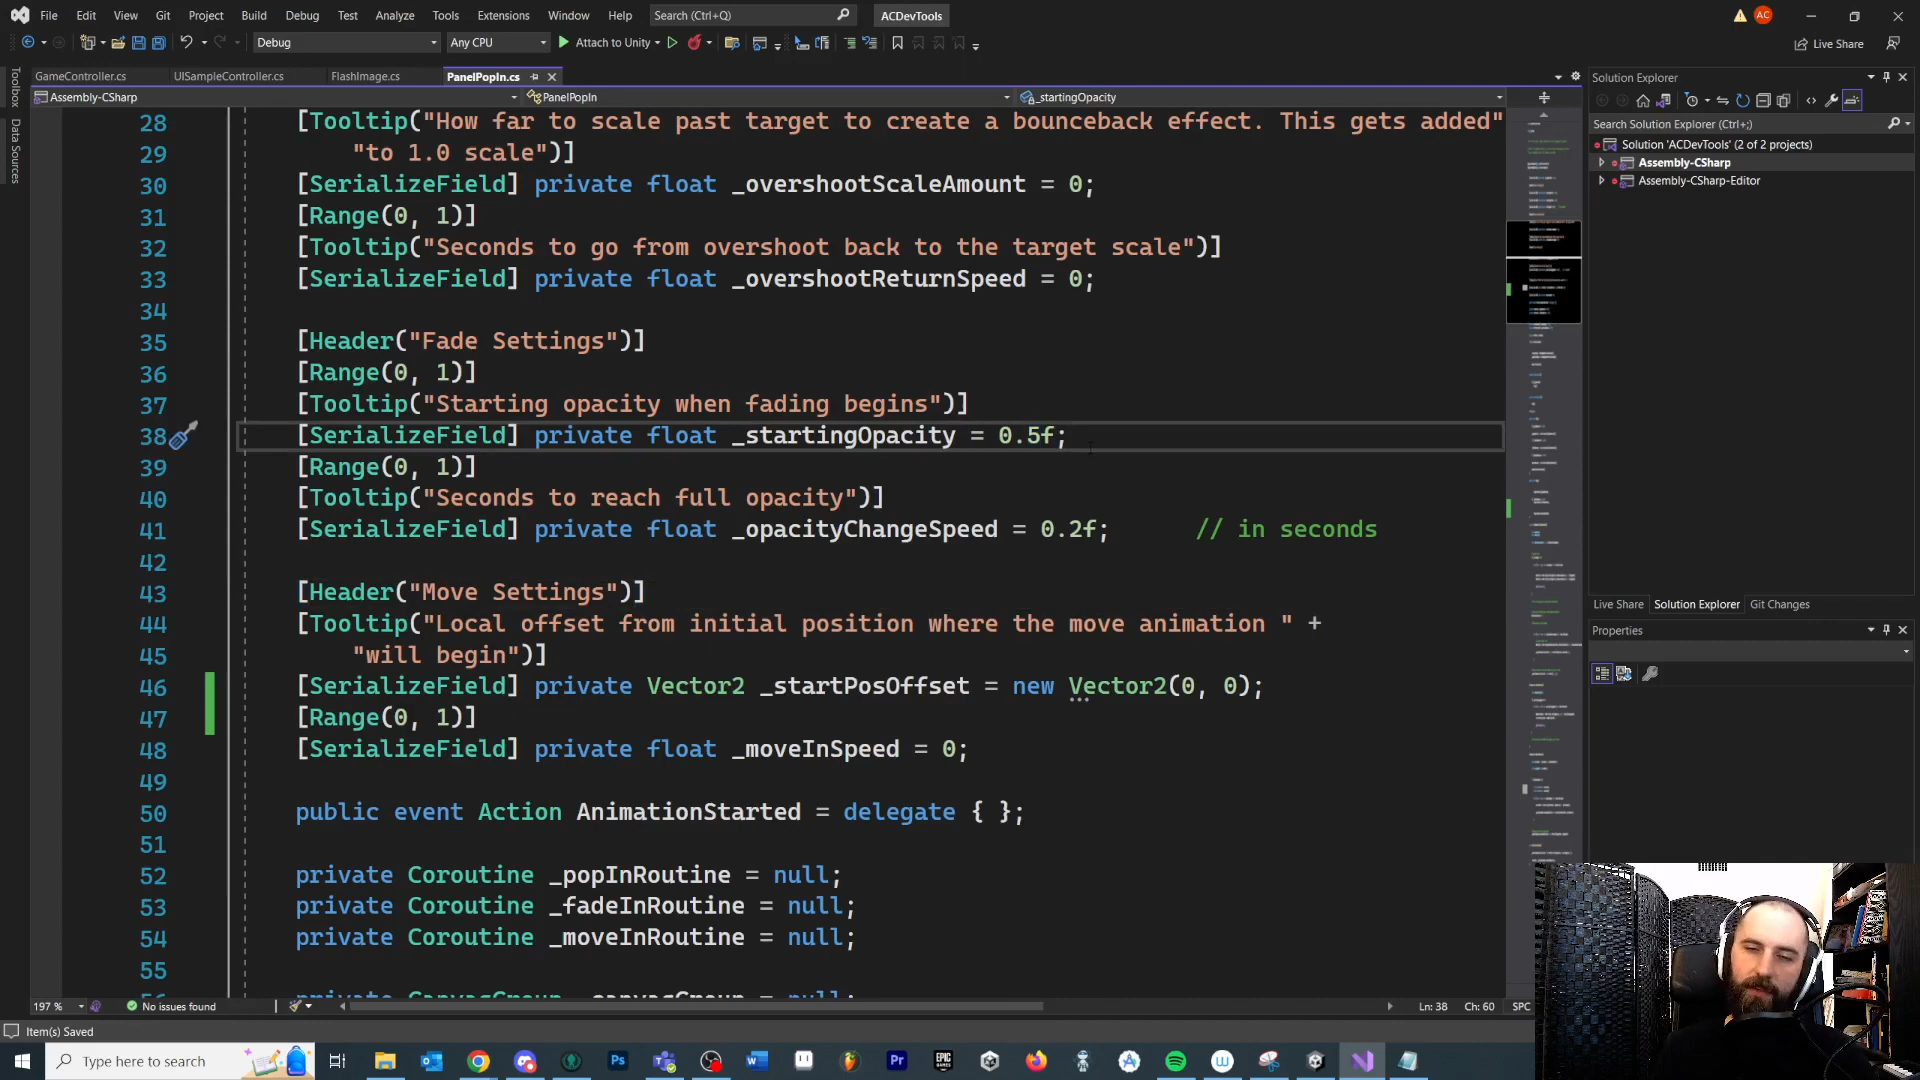 File Edit View Git Project Build Debug Test Analyze Tools Extensions Window Help Search (Ctrl+Q) ACDevTools AC
Debug Any CPU Attach to Unity Live Share
GameController.cs UISampleController.cs FlashImage.cs PanelPopIn.cs
Assembly-CSharp PanelPopIn _startingOpacity
Toolbox
Data Sources
28 [Tooltip("How far to scale past target to create a bounceback effect. This gets added"
29 "to 1.0 scale")]
30 [SerializeField] private float _overshootScaleAmount = 0;
31 [Range(0, 1)]
32 [Tooltip("Seconds to go from overshoot back to the target scale")]
33 [SerializeField] private float _overshootReturnSpeed = 0;
34
35 [Header("Fade Settings")]
36 [Range(0, 1)]
37 [Tooltip("Starting opacity when fading begins")]
38 [SerializeField] private float _startingOpacity = 0.5f;
39 [Range(0, 1)]
40 [Tooltip("Seconds to reach full opacity")]
41 [SerializeField] private float _opacityChangeSpeed = 0.2f; // in seconds
42
43 [Header("Move Settings")]
44 [Tooltip("Local offset from initial position where the move animation " +
45 "will begin")]
46 [SerializeField] private Vector2 _startPosOffset = new Vector2(0, 0);
47 [Range(0, 1)]
48 [SerializeField] private float _moveInSpeed = 0;
49
50 public event Action AnimationStarted = delegate { };
51
52 private Coroutine _popInRoutine = null;
53 private Coroutine _fadeInRoutine = null;
54 private Coroutine _moveInRoutine = null;
55
56 private CanvasGroup _canvasGroup = null;
197 % No issues found Ln: 38 Ch: 60 SPC
Item(s) Saved
Solution Explorer
Search Solution Explorer (Ctrl+;)
Solution 'ACDevTools' (2 of 2 projects)
Assembly-CSharp
Assembly-CSharp-Editor
Live Share Solution Explorer Git Changes
Properties
Type here to search